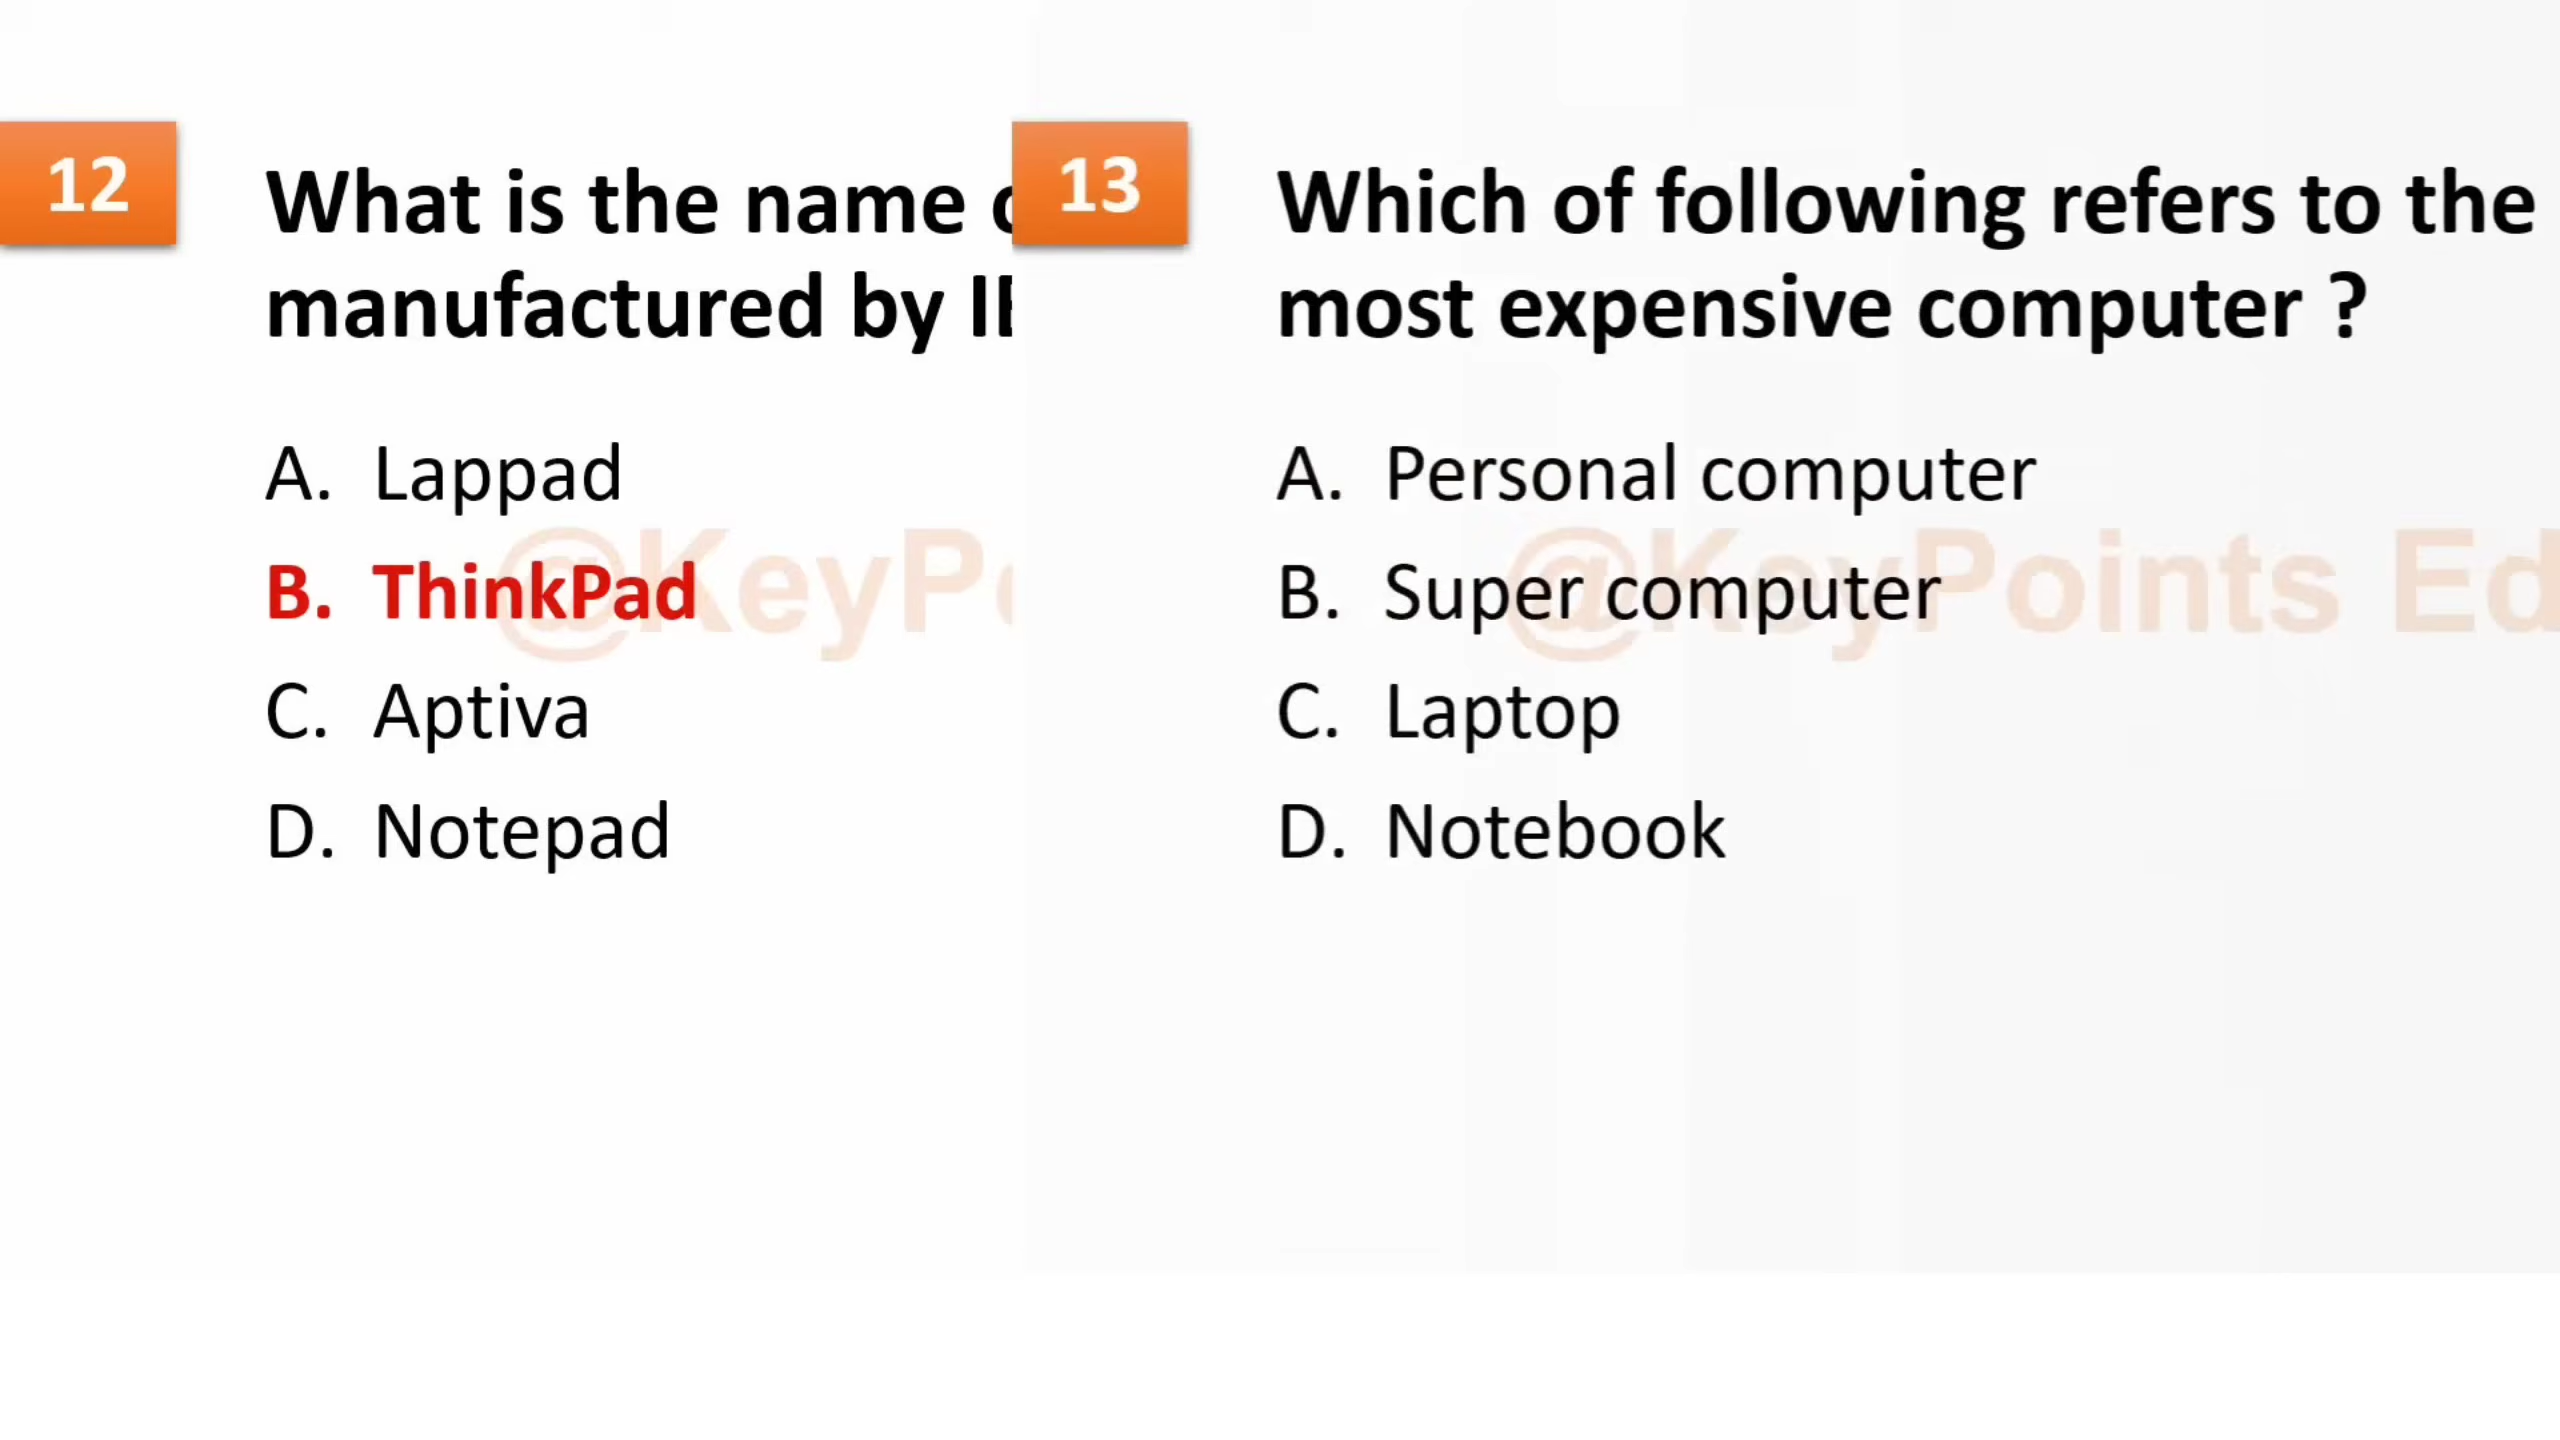 12
What is the name
manufactured by
A. Lappad
B. ThinkPad
C. Aptiva
D. Notepad
13
Which of following refers to the
most expensive computer ?
A. Personal computer
B. Super computer
C. Laptop
D. Notebook
@KeyP
@KeyPoints Ed